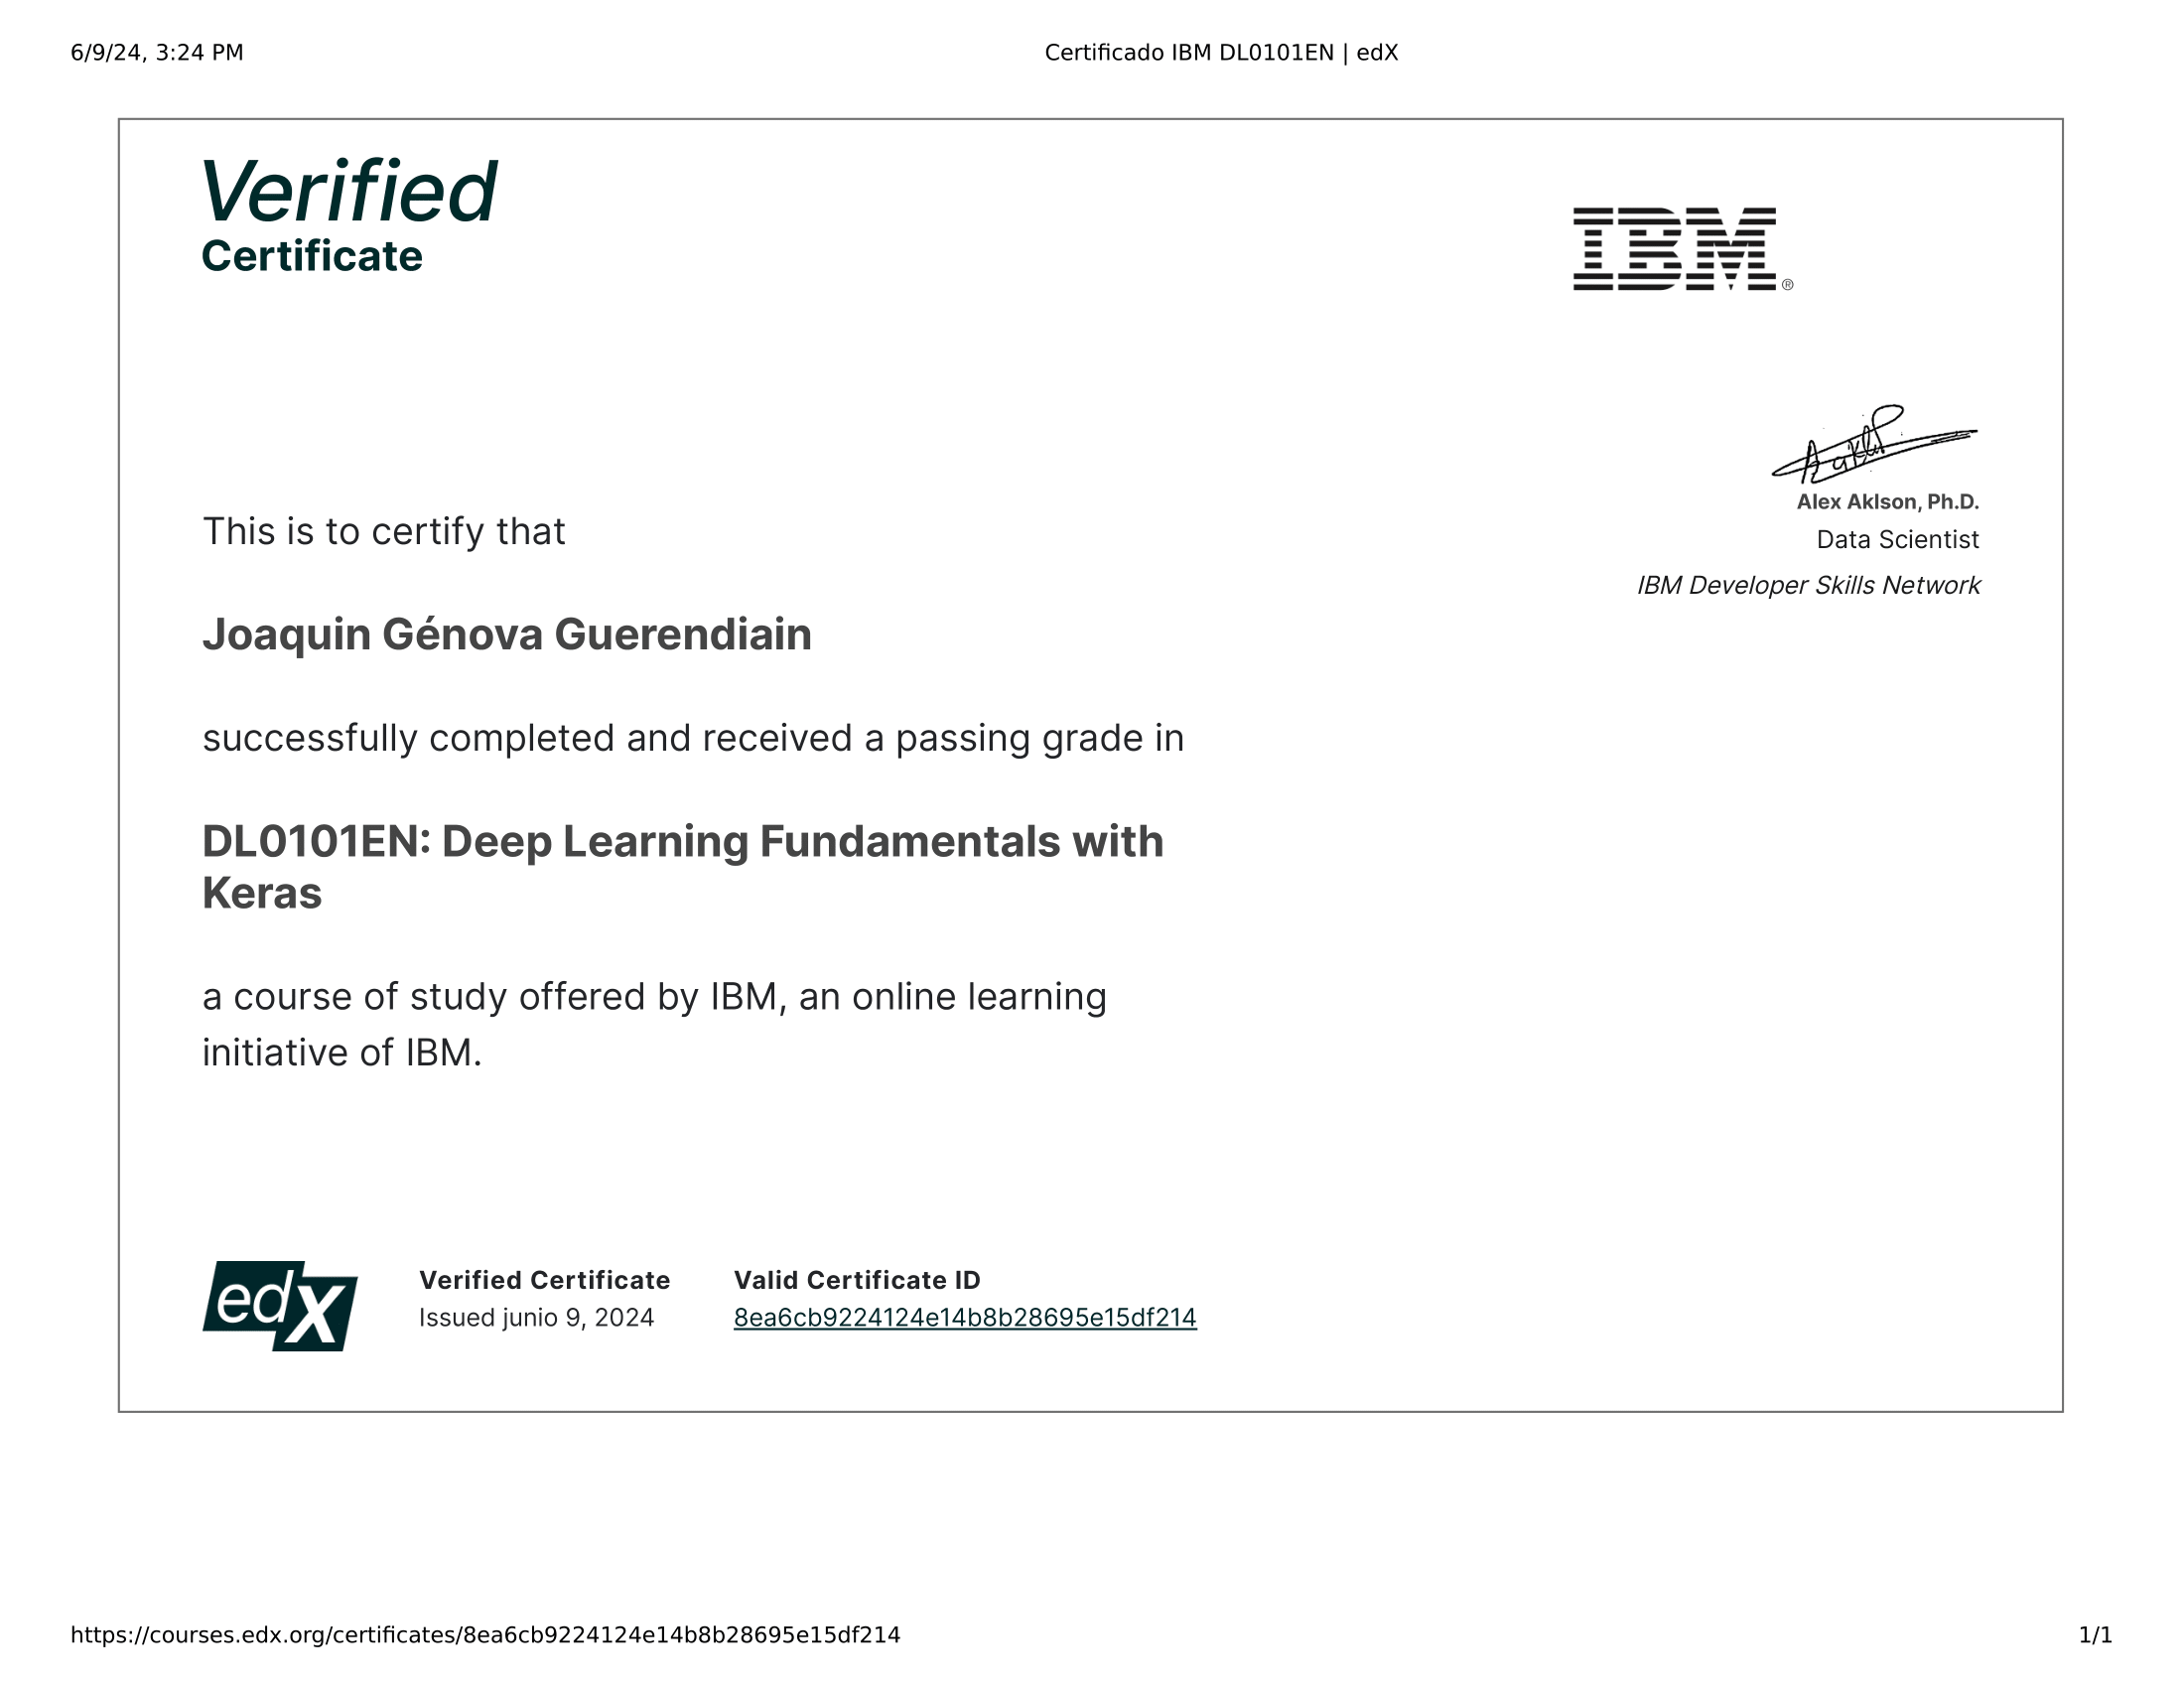 6/9/24, 3:24 PM
Certificado IBM DL0101EN | edX
Verified
Certificate
IBM®
Alex Aklson, Ph.D.
Data Scientist
IBM Developer Skills Network
This is to certify that
Joaquin Génova Guerendiain
successfully completed and received a passing grade in
DL0101EN: Deep Learning Fundamentals with
Keras
a course of study offered by IBM, an online learning
initiative of IBM.
edX
Verified Certificate
Issued junio 9, 2024
Valid Certificate ID
8ea6cb9224124e14b8b28695e15df214
https://courses.edx.org/certificates/8ea6cb9224124e14b8b28695e15df214
1/1